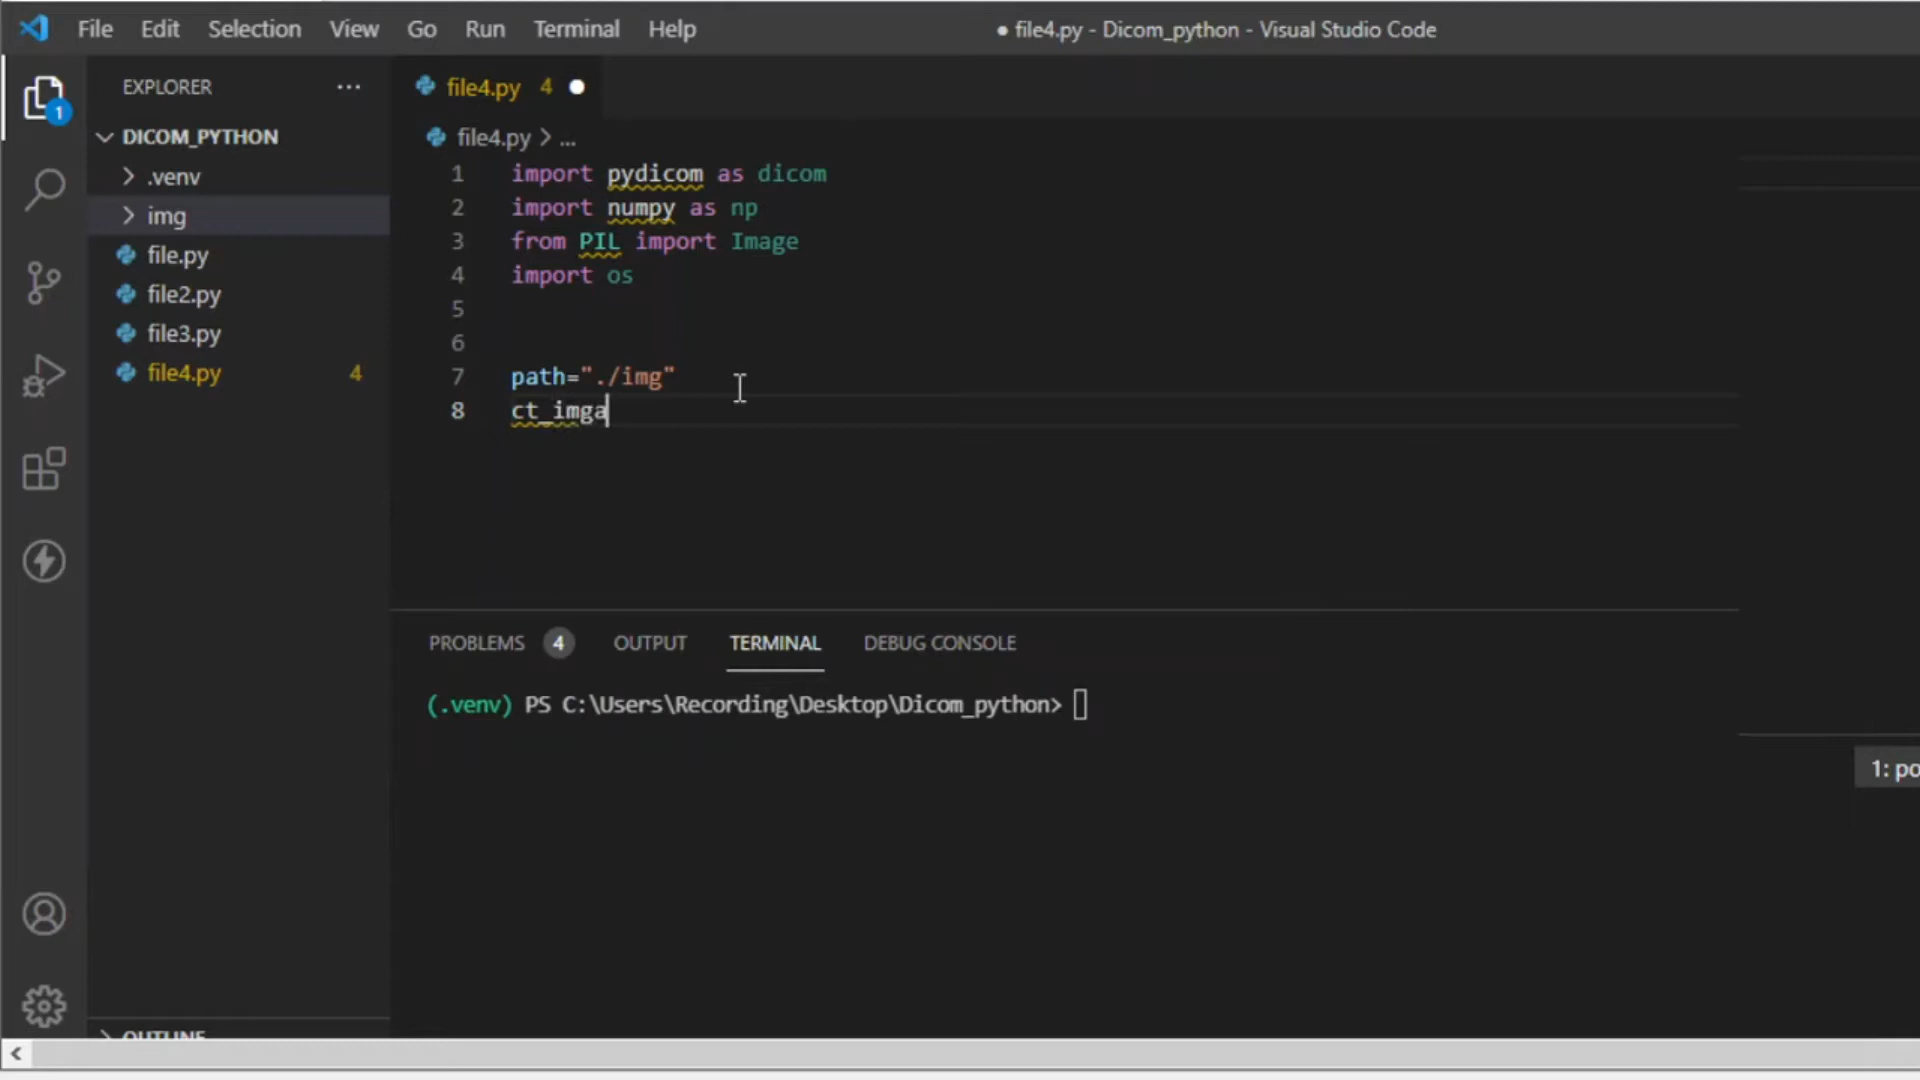 File Edit Selection View Go Run Terminal Help
● file4.py - Dicom_python - Visual Studio Code
1
EXPLORER ...
DICOM_PYTHON
.venv
img
file.py
file2.py
file3.py
file4.py 4
file4.py 4
file4.py > ...
1 import pydicom as dicom
2 import numpy as np
3 from PIL import Image
4 import os
5
6
7 path="./img"
8 ct_imga
PROBLEMS 4 OUTPUT TERMINAL DEBUG CONSOLE
(.venv) PS C:\Users\Recording\Desktop\Dicom_python>
1: po
OUTLINE